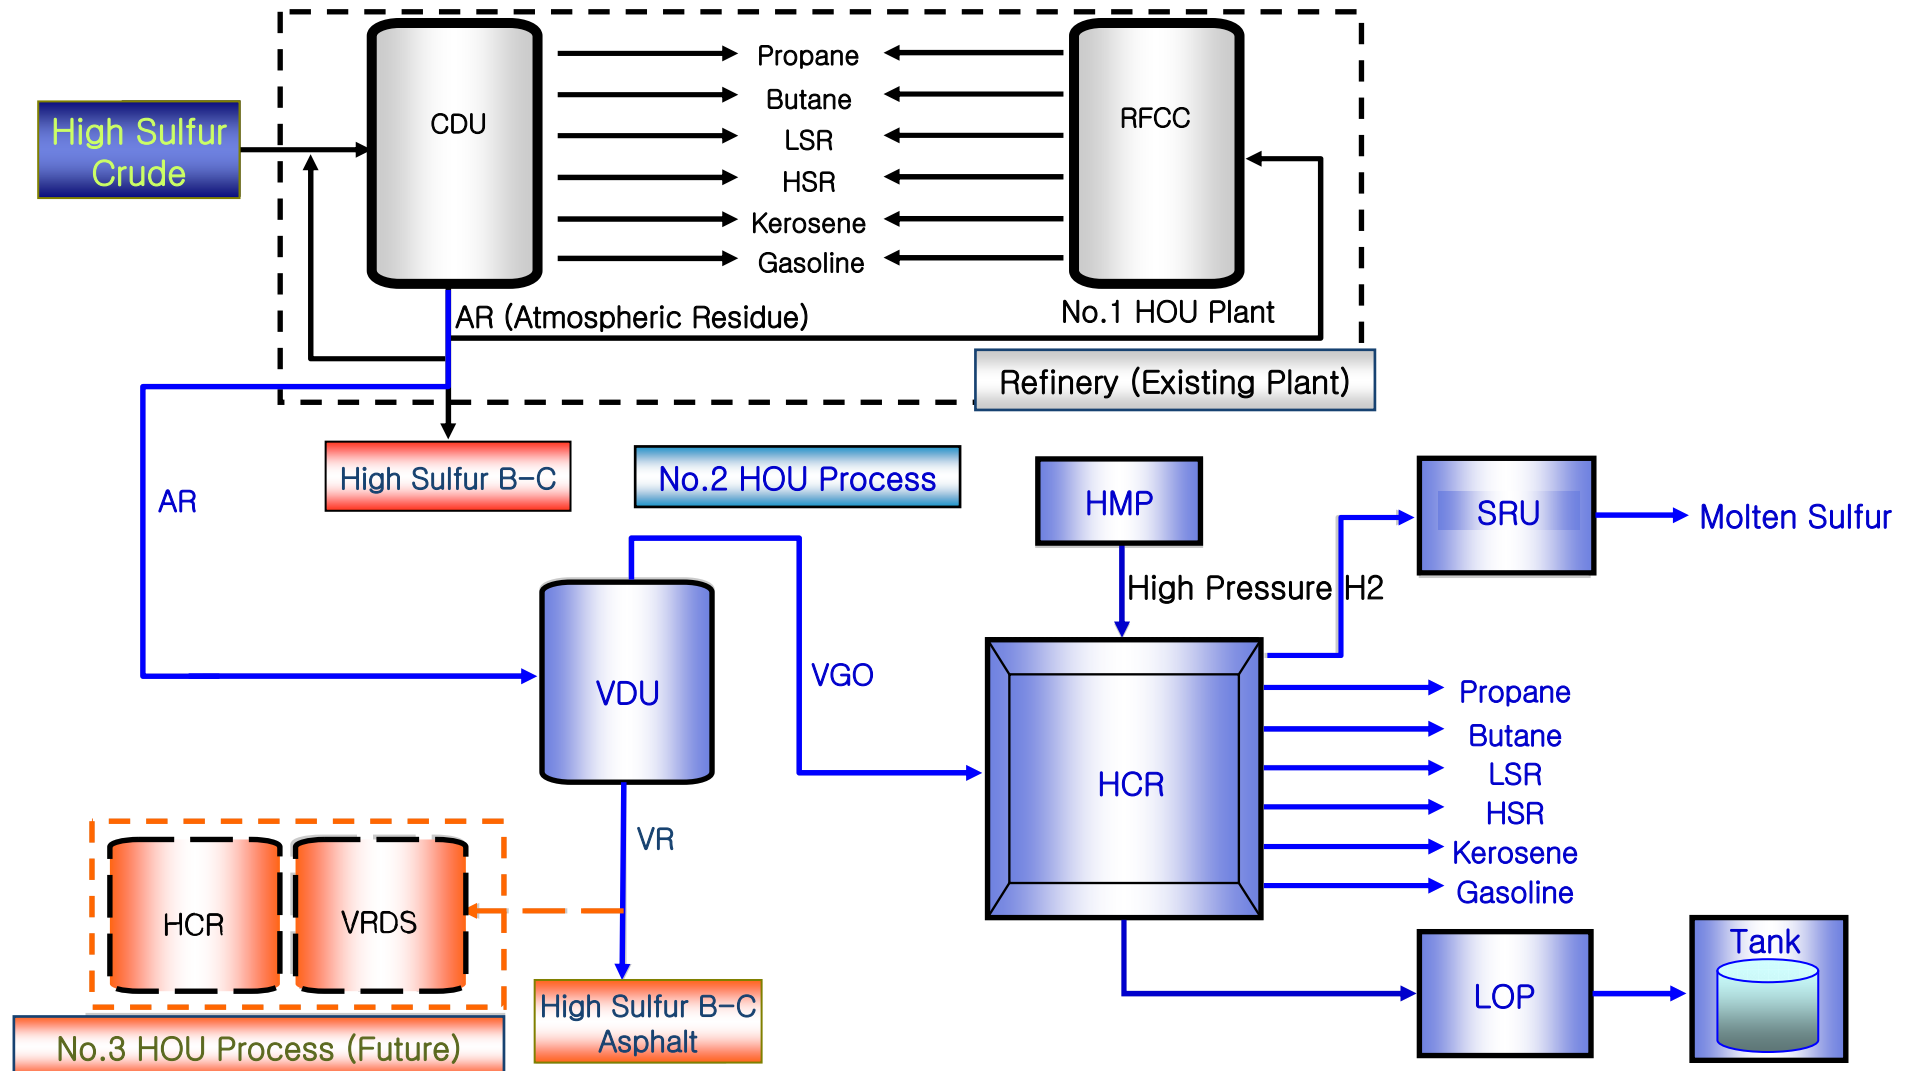 High Sulfur
Crude
CDU
Propane
Butane
LSR
HSR
Kerosene
Gasoline
RFCC
AR (Atmospheric Residue)
No.1 HOU Plant
Refinery (Existing Plant)
High Sulfur B-C
No.2 HOU Process
AR
HMP
SRU
Molten Sulfur
High Pressure H2
VDU
VGO
HCR
Propane
Butane
LSR
HSR
Kerosene
Gasoline
VR
HCR
VRDS
No.3 HOU Process (Future)
High Sulfur B-C
Asphalt
LOP
Tank